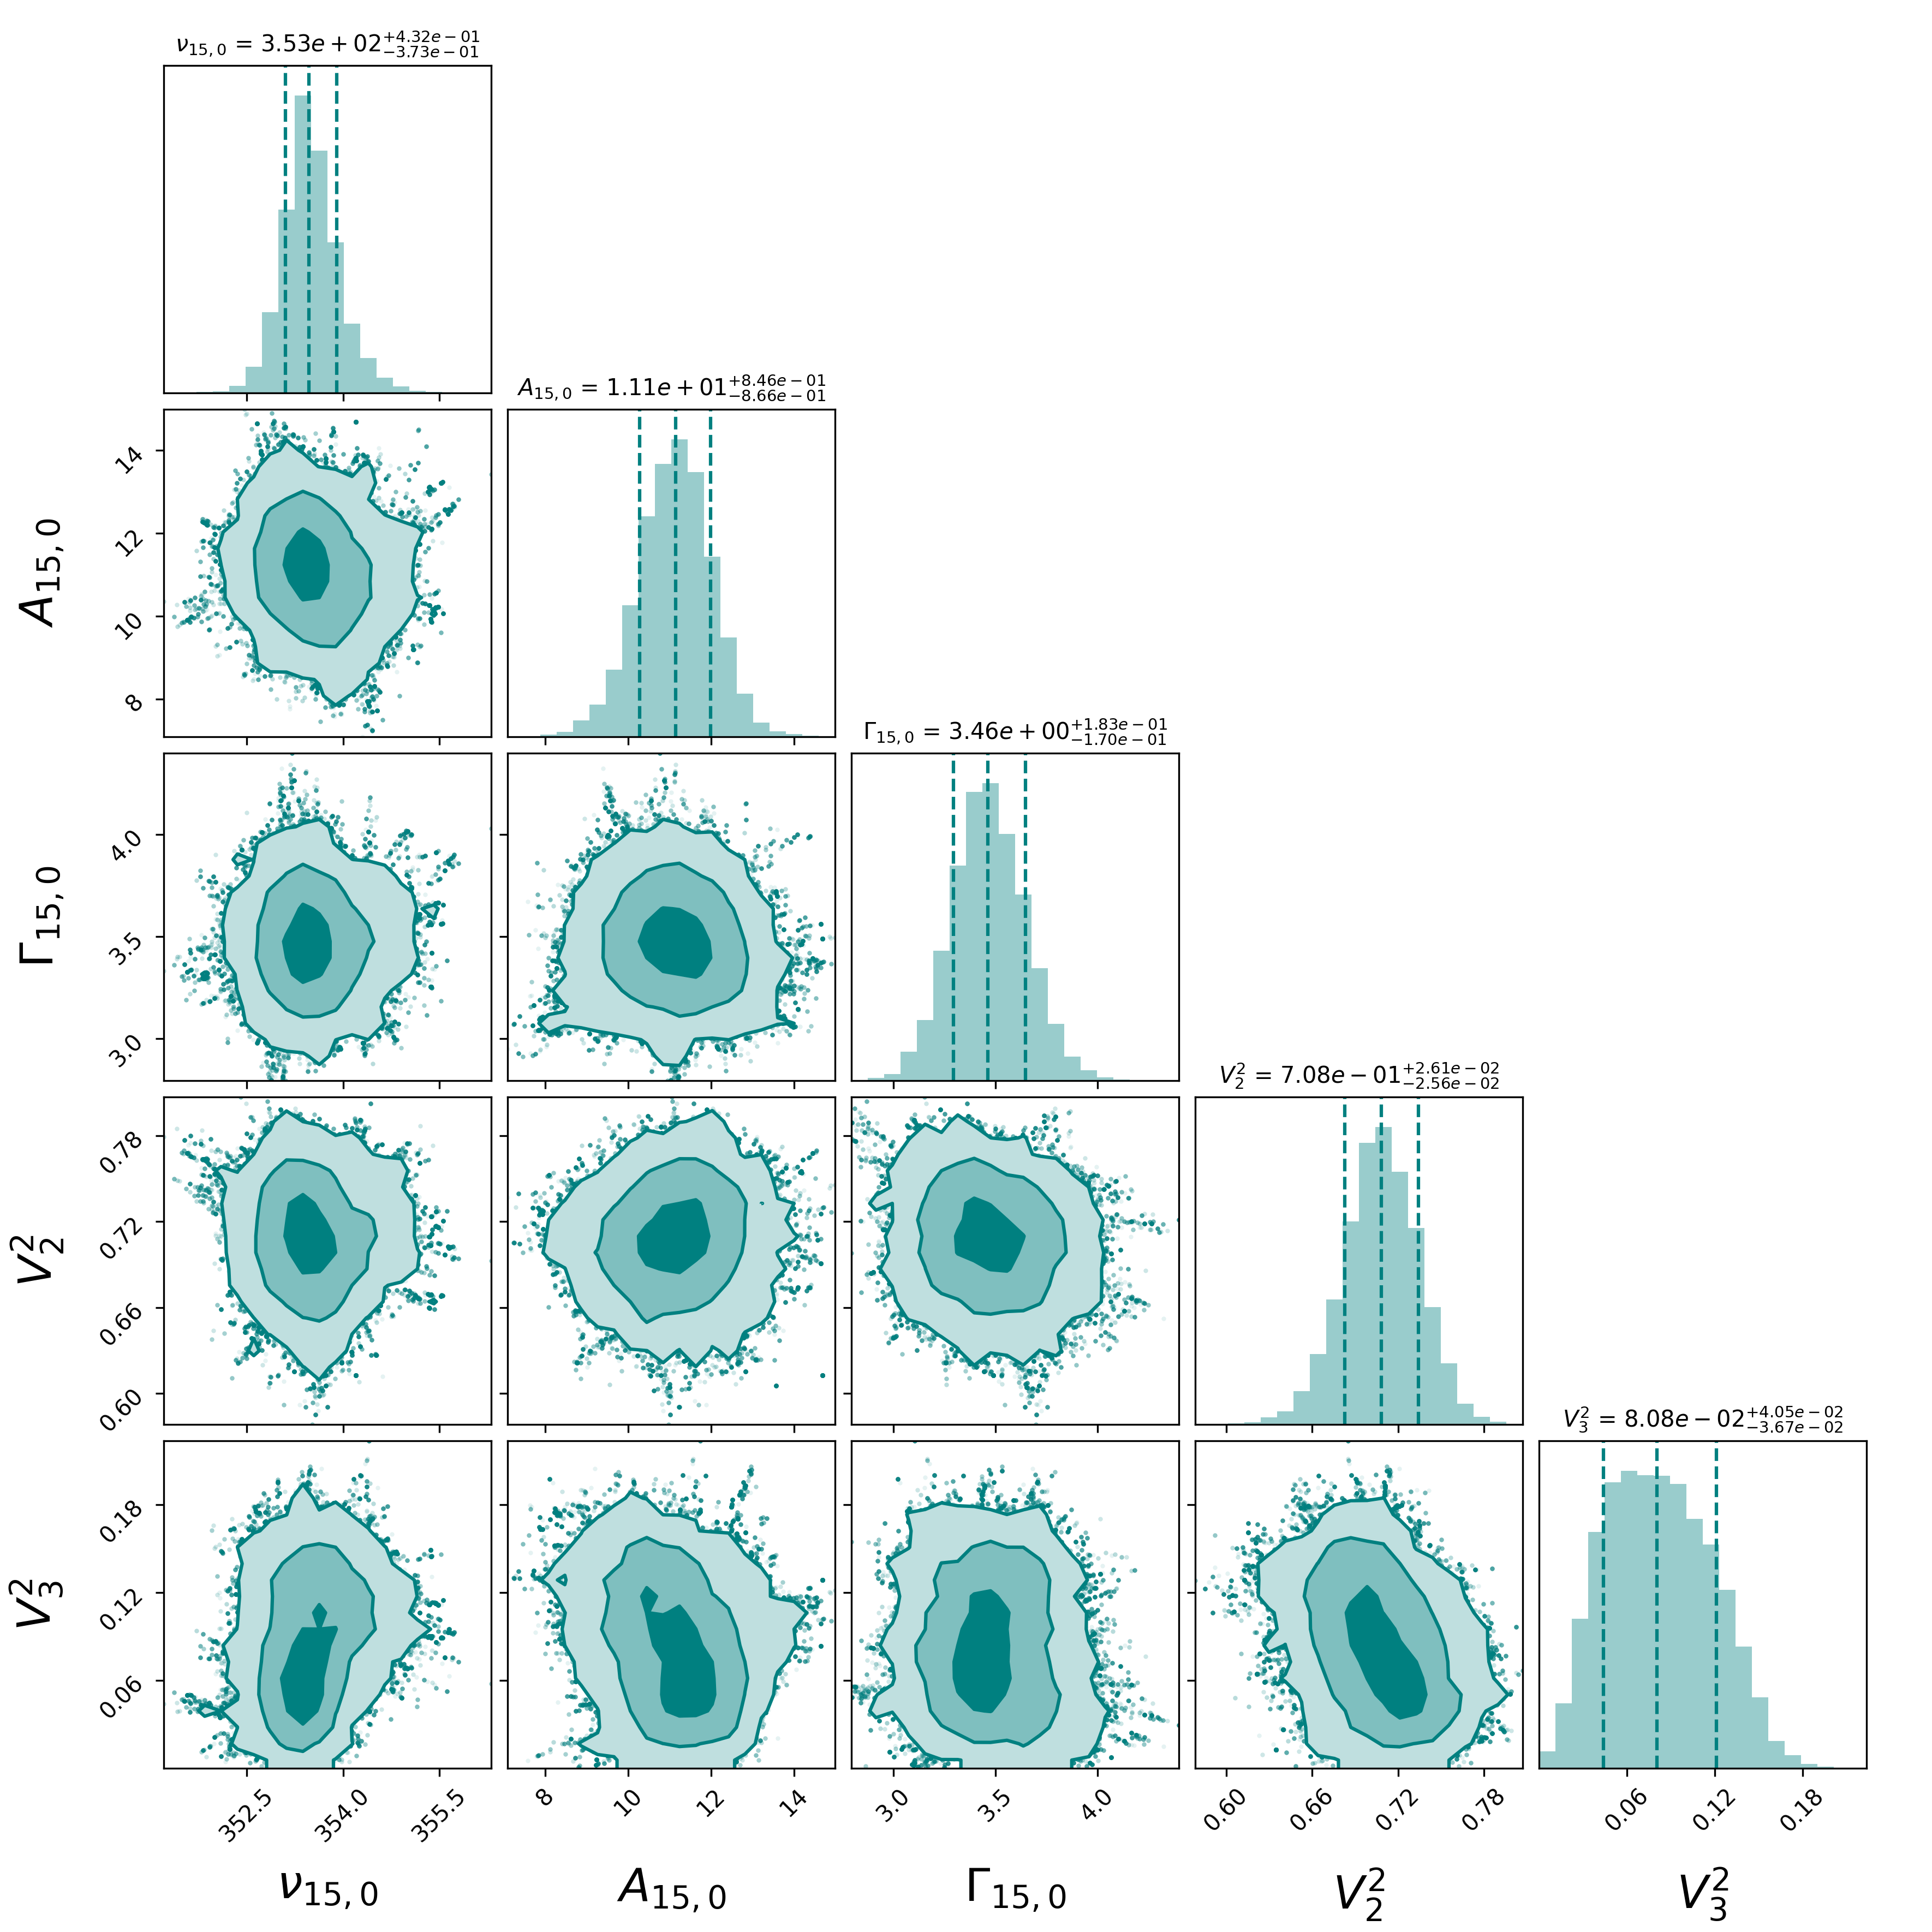 ν₁₅,₀ = 3.53e + 02 +4.32e − 01 −3.73e − 01
A₁₅,₀ = 1.11e + 01 +8.46e − 01 −8.66e − 01
14
12
10
8
A₁₅,₀
Γ₁₅,₀ = 3.46e + 00 +1.83e − 01 −1.70e − 01
4.0
3.5
3.0
Γ₁₅,₀
V₂² = 7.08e − 01 +2.61e − 02 −2.56e − 02
0.78
0.72
0.66
0.60
V₂²
V₃² = 8.08e − 02 +4.05e − 02 −3.67e − 02
0.18
0.12
0.06
V₃²
352.5 354.0 355.5 8 10 12 14 3.0 3.5 4.0 0.60 0.66 0.72 0.78 0.06 0.12 0.18
ν₁₅,₀ A₁₅,₀ Γ₁₅,₀ V₂² V₃²